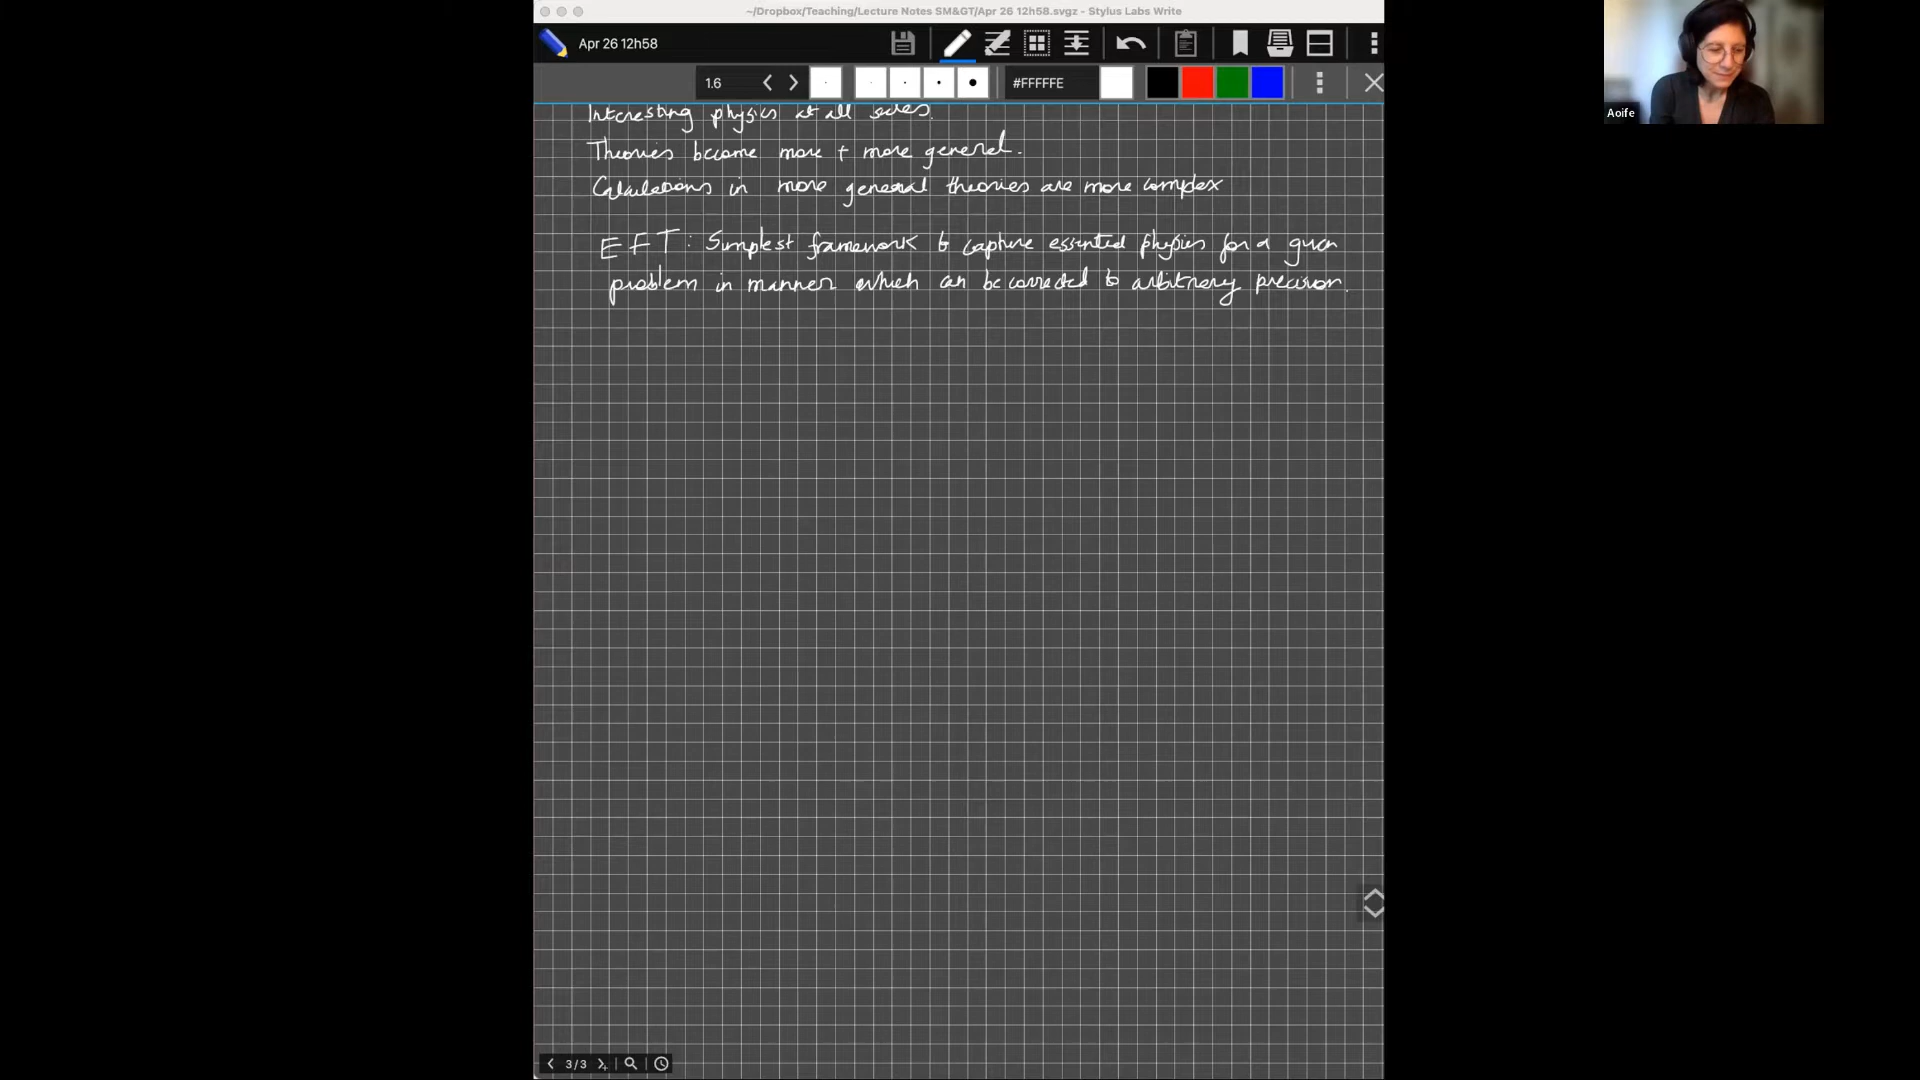 ~/Dropbox/Teaching/Lecture Notes SM&GT/Apr 26 12h58.svgz - Stylus Labs Write
Apr 26 12h58
1.6
#FFFFFE
Aoife
Interesting physics at all scales.
Theories become more + more general.
Calculations in more general theories are more complex
EFT: Simplest framework to capture essential physics for a given
problem in manner which can be corrected to arbitrary precision.
3/3